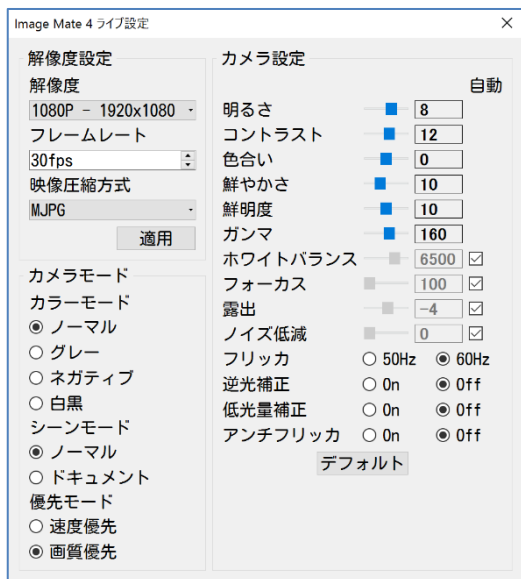 Image Mate 4 ライブ設定
解像度設定
解像度
1080P - 1920x1080
フレームレート
30fps
映像圧縮方式
MJPG
適用
カメラモード
カラーモード
ノーマル
グレー
ネガティブ
白黒
シーンモード
ノーマル
ドキュメント
優先モード
速度優先
画質優先
カメラ設定
自動
明るさ 8
コントラスト 12
色合い 0
鮮やかさ 10
鮮明度 10
ガンマ 160
ホワイトバランス 6500
フォーカス 100
露出 -4
ノイズ低減 0
フリッカ 50Hz 60Hz
逆光補正 On Off
低光量補正 On Off
アンチフリッカ On Off
デフォルト